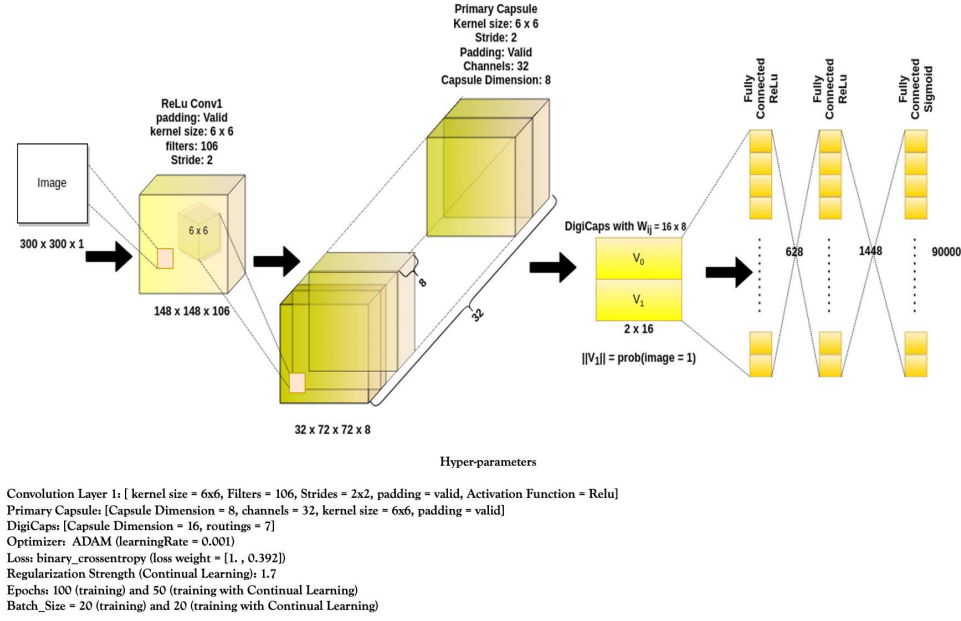 Primary Capsule
Kernel size: 6 x 6
Stride: 2
Padding: Valid
Channels: 32
Capsule Dimension: 8
ReLu Conv1
padding: Valid
kernel size: 6 x 6
filters: 106
Stride: 2
Image
300 x 300 x 1
6 x 6
148 x 148 x 106
8
32
32 x 72 x 72 x 8
DigiCaps with Wij = 16 x 8
V0
V1
2 x 16
||V1|| = prob(image = 1)
Fully
Connected
ReLu
Fully
Connected
ReLu
Fully
Connected
Sigmoid
628
1448
90000
Hyper-parameters
Convolution Layer 1: [ kernel size = 6x6, Filters = 106, Strides = 2x2, padding = valid, Activation Function = Relu]
Primary Capsule: [Capsule Dimension = 8, channels = 32, kernel size = 6x6, padding = valid]
DigiCaps: [Capsule Dimension = 16, routings = 7]
Optimizer: ADAM (learningRate = 0.001)
Loss: binary_crossentropy (loss weight = [1. , 0.392])
Regularization Strength (Continual Learning): 1.7
Epochs: 100 (training) and 50 (training with Continual Learning)
Batch_Size = 20 (training) and 20 (training with Continual Learning)